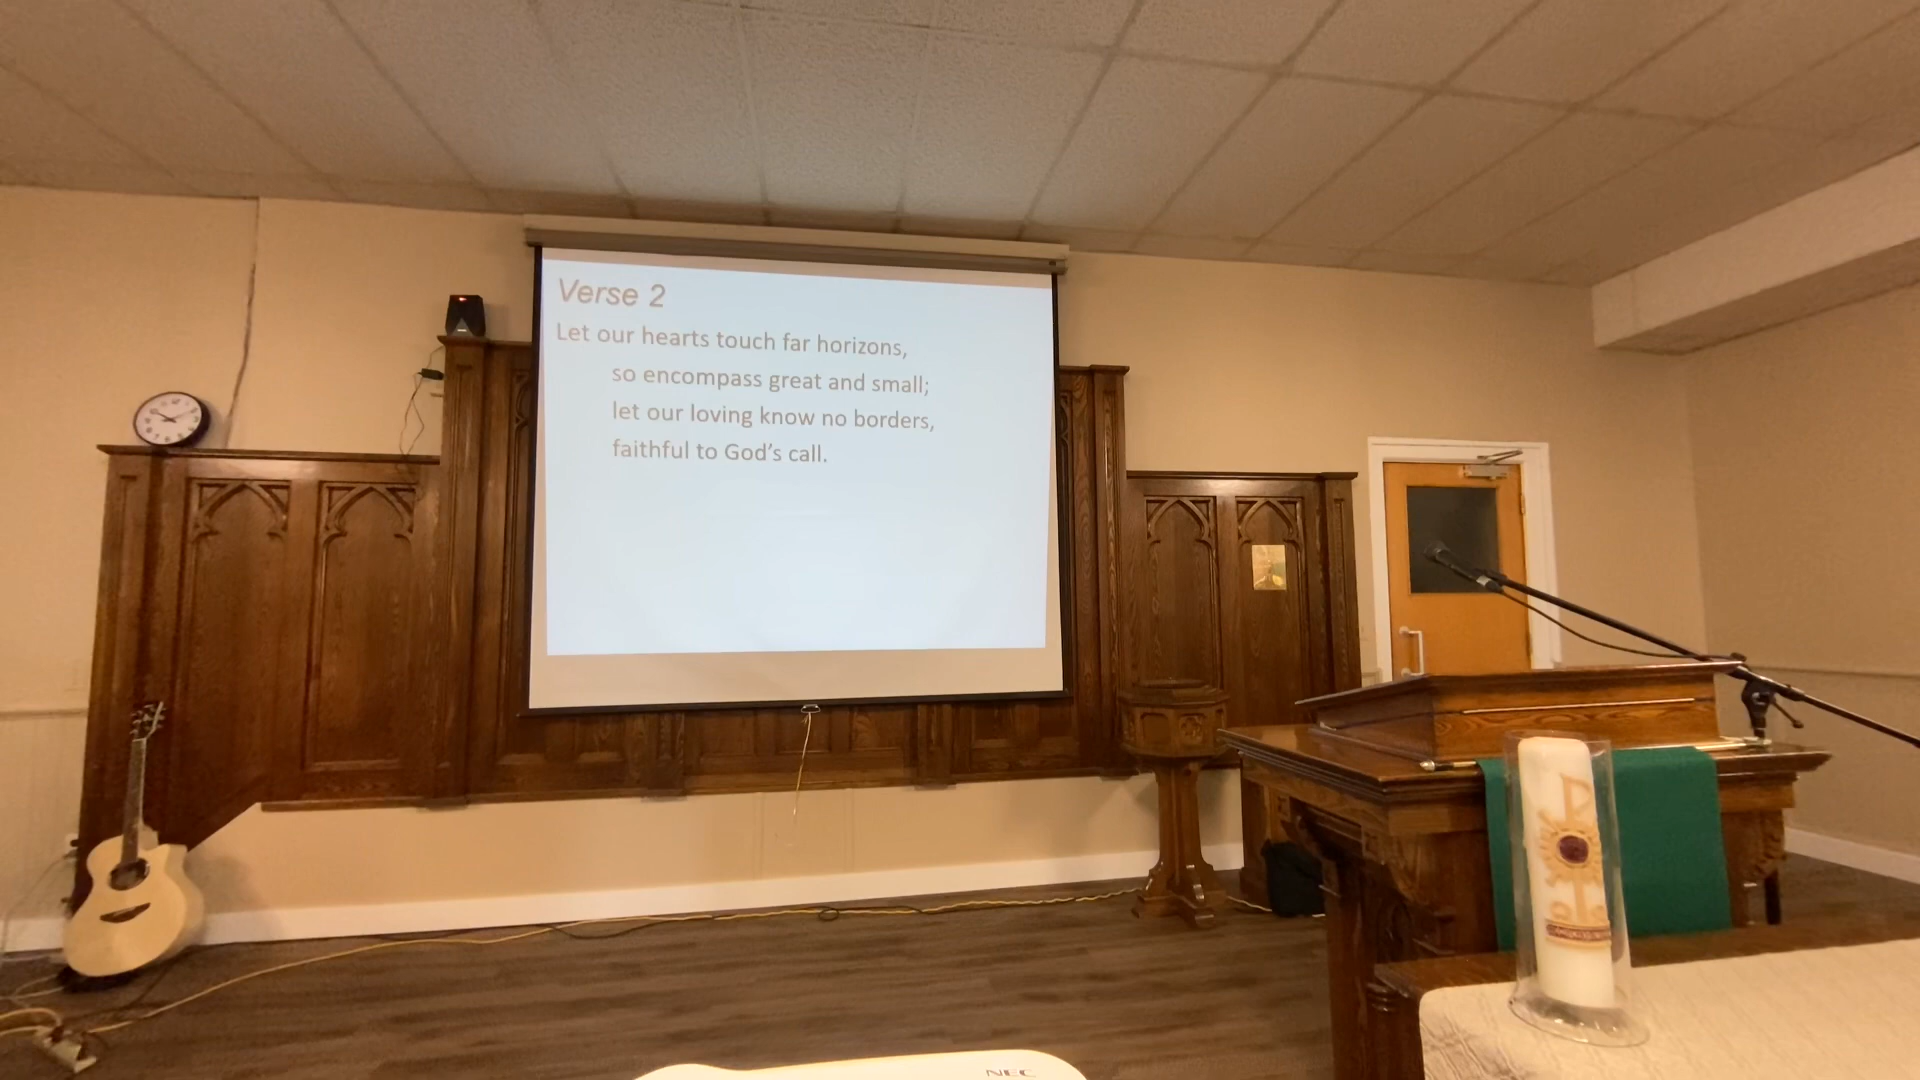 Verse 2
Let our hearts touch far horizons,
so encompass great and small;
let our loving know no borders,
faithful to God's call.
NEC